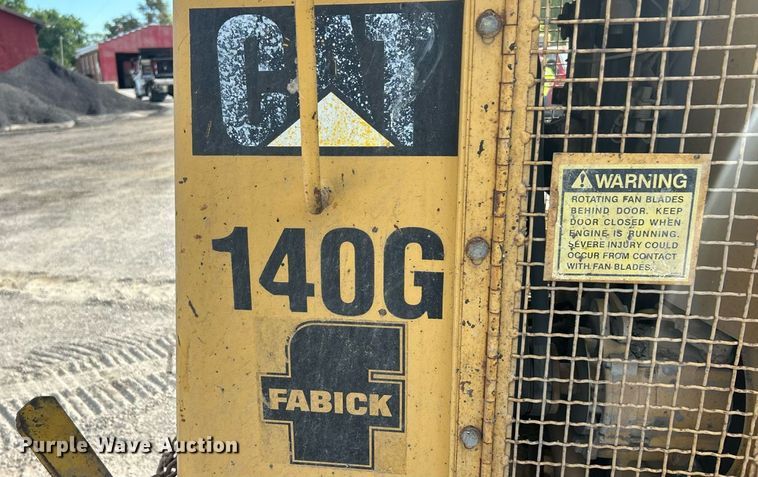 CAT
140G
FABICK
WARNING
ROTATING FAN BLADES
BEHIND DOOR. KEEP
DOOR CLOSED WHEN
ENGINE IS RUNNING.
SEVERE INJURY COULD
OCCUR FROM CONTACT
WITH FAN BLADES.
Purple Wave Auction